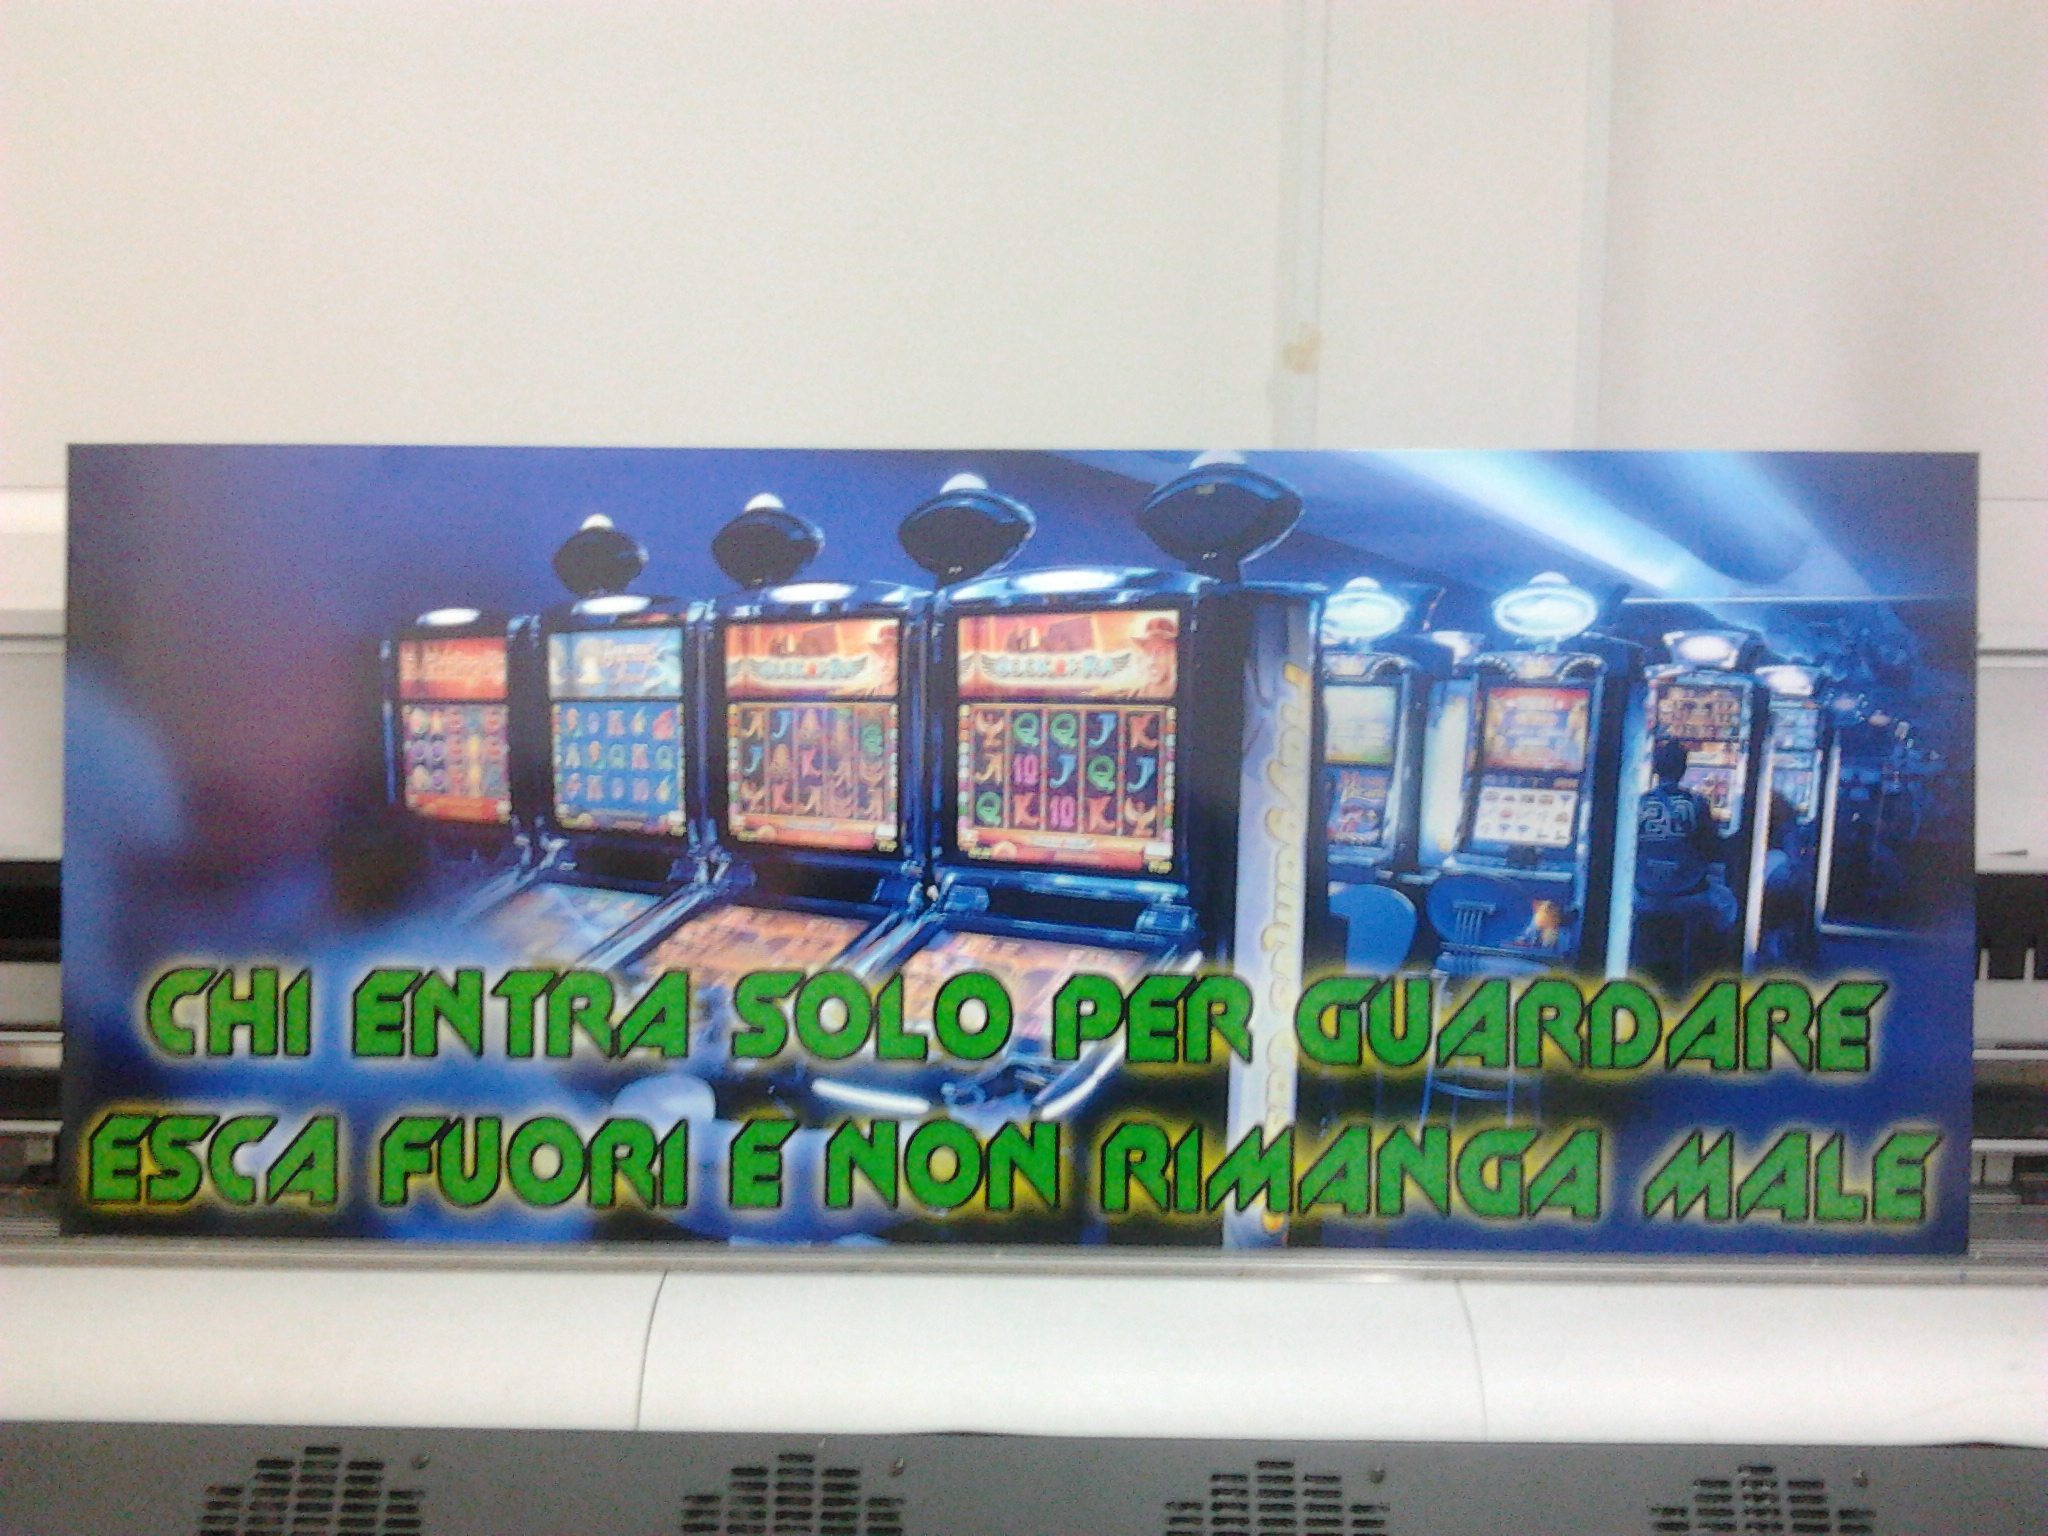 CHI ENTRA SOLO PER GUARDARE
ESCA FUORI E NON RIMANGA MALE